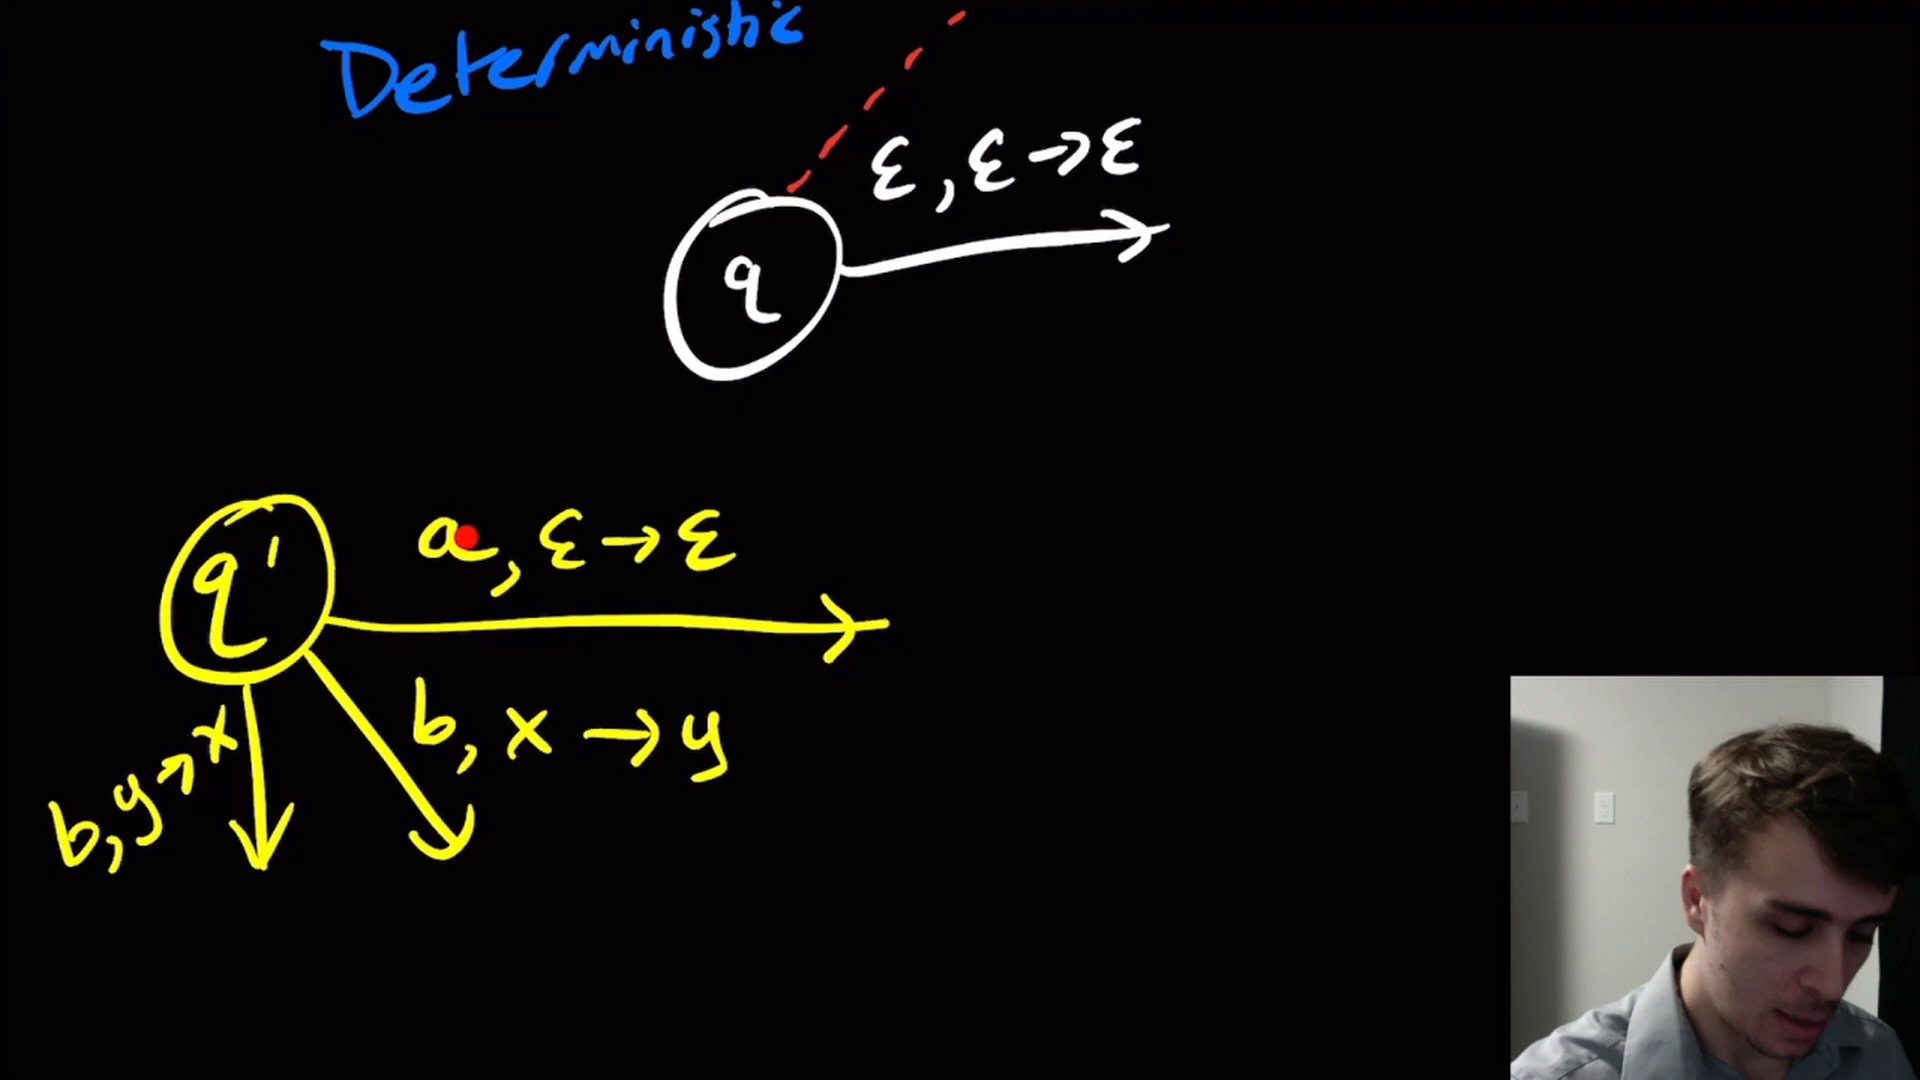 Deterministic
ε, ε → ε
q
q'
a, ε → ε
b, x → y
b, y → x